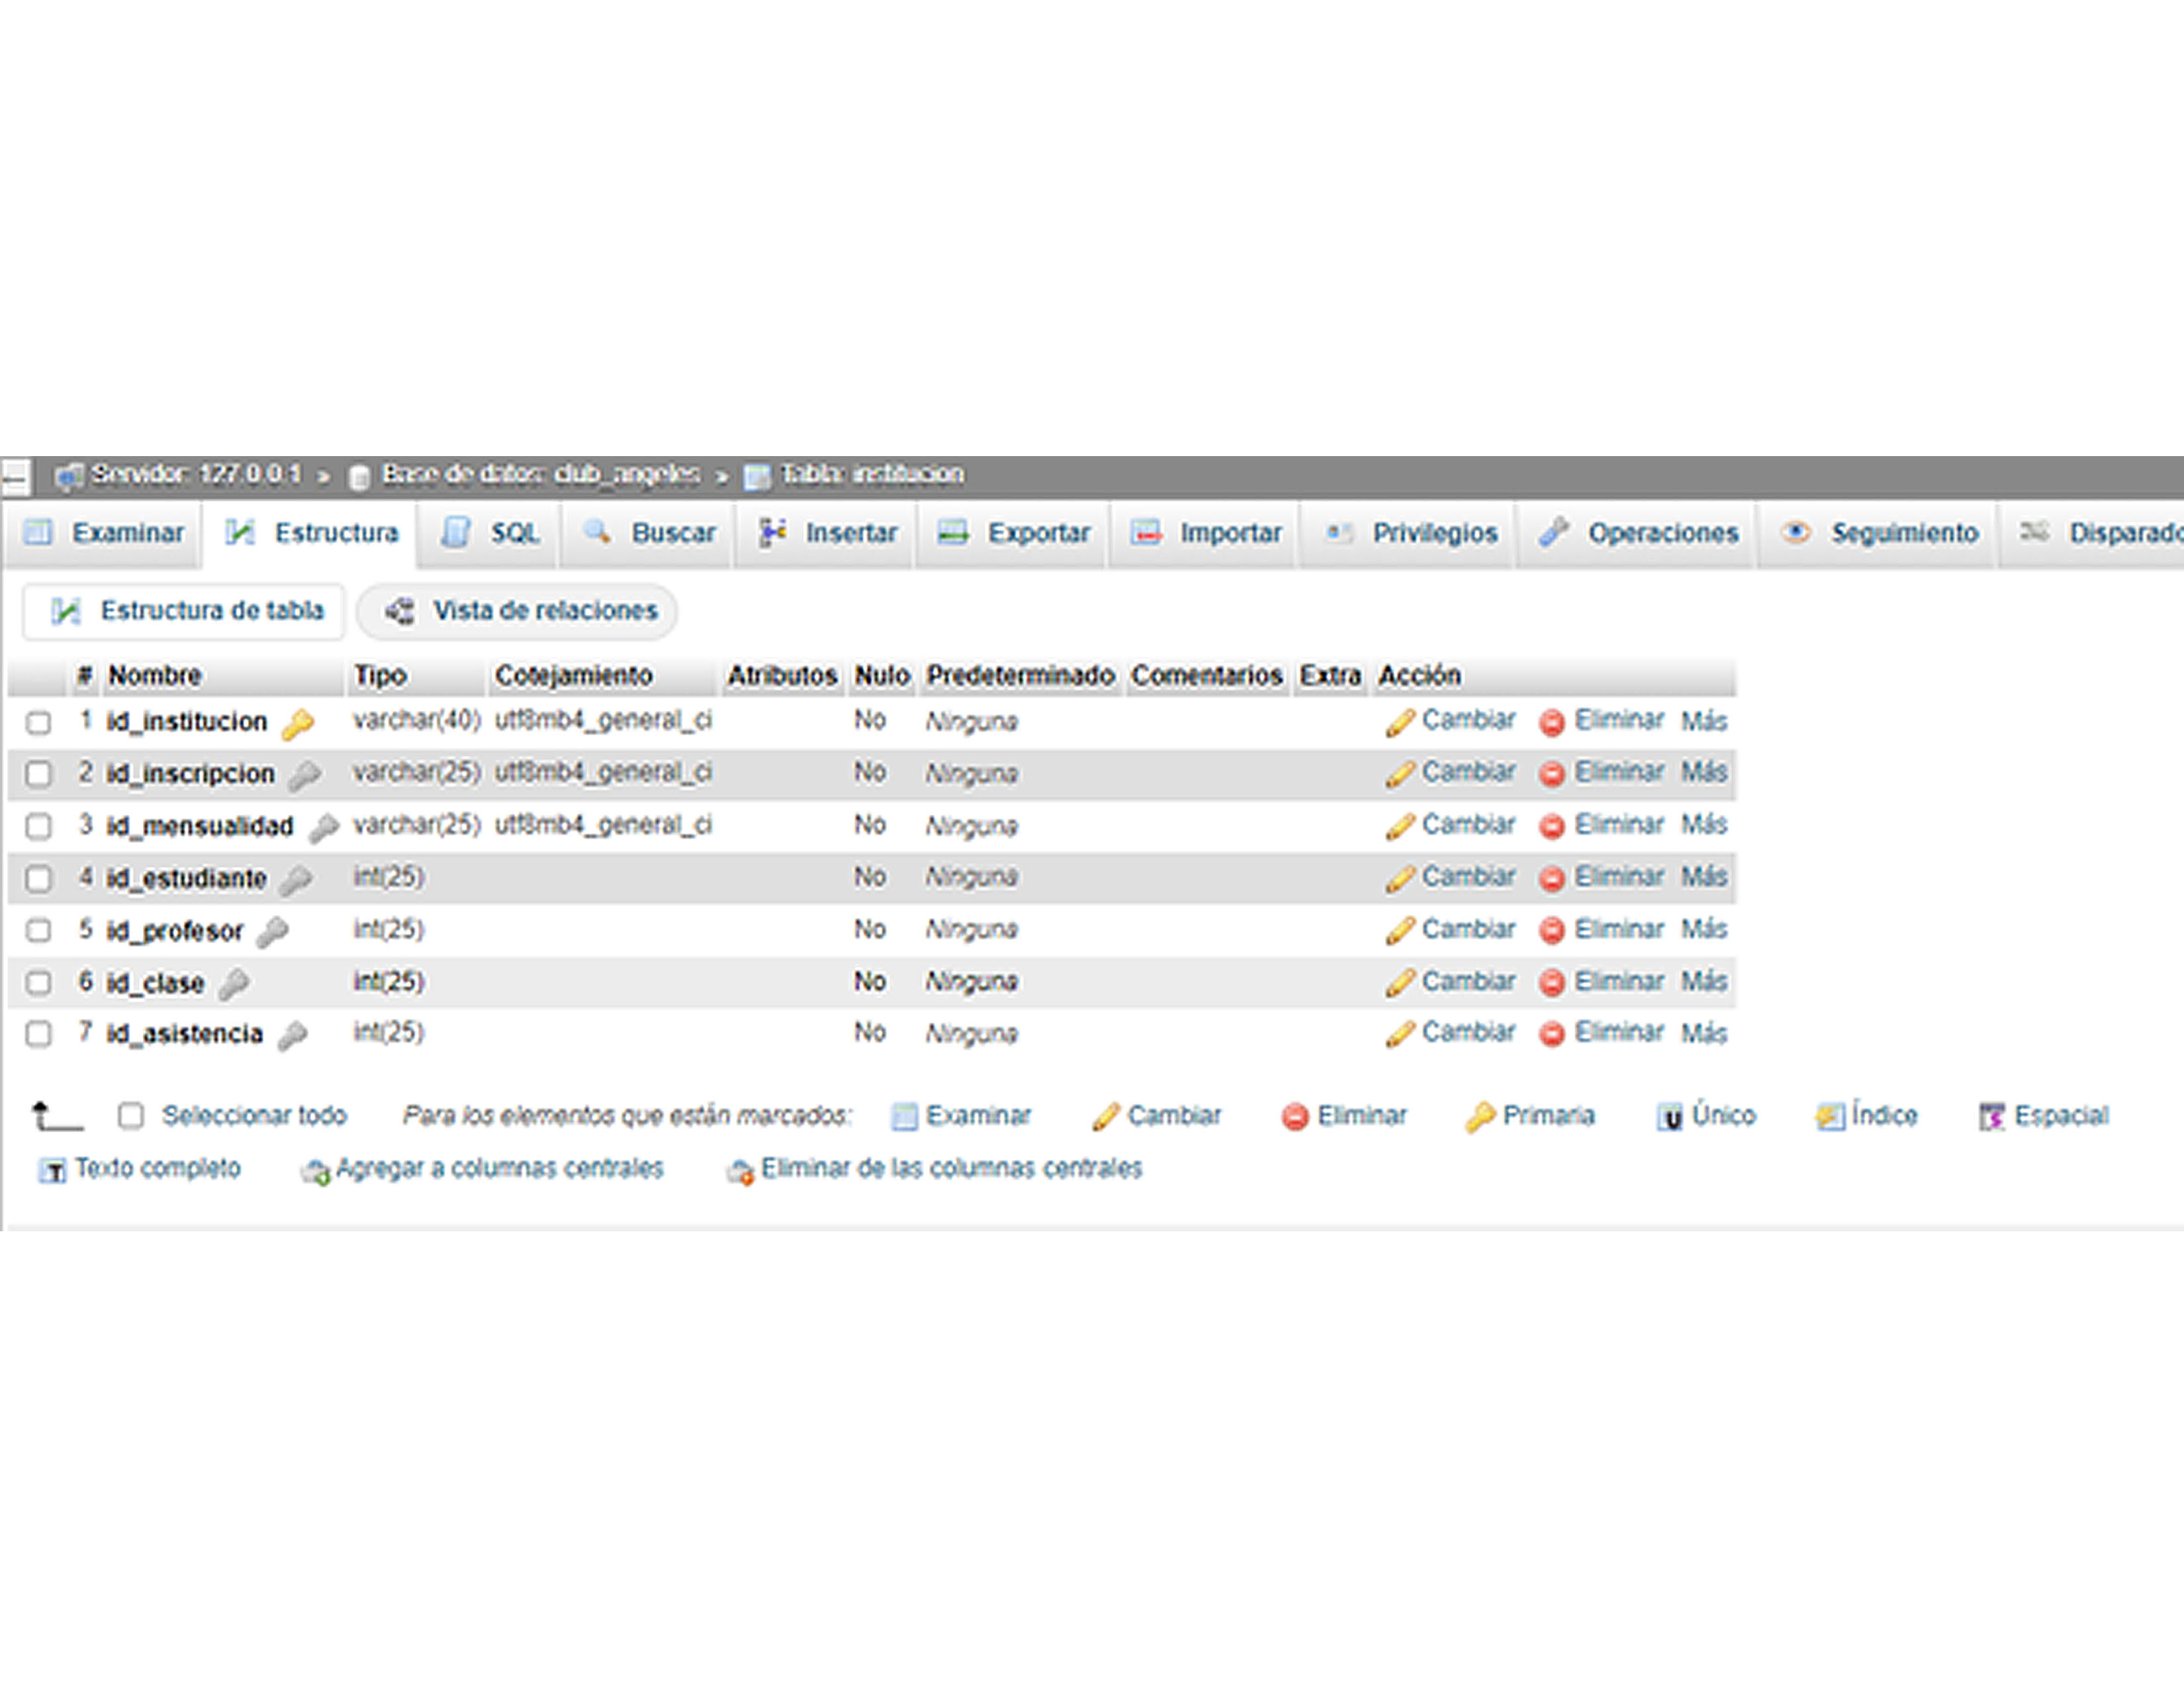 Servidor: 127.0.0.1 » Base de datos: club_angeles » Tabla: institucion
Examinar Estructura SQL Buscar Insertar Exportar Importar Privilegios Operaciones Seguimiento Disparado
Estructura de tabla Vista de relaciones
# Nombre Tipo Cotejamiento Atributos Nulo Predeterminado Comentarios Extra Acción
1 id_institucion varchar(40) utf8mb4_general_ci No Ninguna Cambiar Eliminar Más
2 id_inscripcion varchar(25) utf8mb4_general_ci No Ninguna Cambiar Eliminar Más
3 id_mensualidad varchar(25) utf8mb4_general_ci No Ninguna Cambiar Eliminar Más
4 id_estudiante int(25) No Ninguna Cambiar Eliminar Más
5 id_profesor int(25) No Ninguna Cambiar Eliminar Más
6 id_clase int(25) No Ninguna Cambiar Eliminar Más
7 id_asistencia int(25) No Ninguna Cambiar Eliminar Más
Seleccionar todo Para los elementos que están marcados: Examinar Cambiar Eliminar Primaria Único Índice Espacial
Texto completo Agregar a columnas centrales Eliminar de las columnas centrales